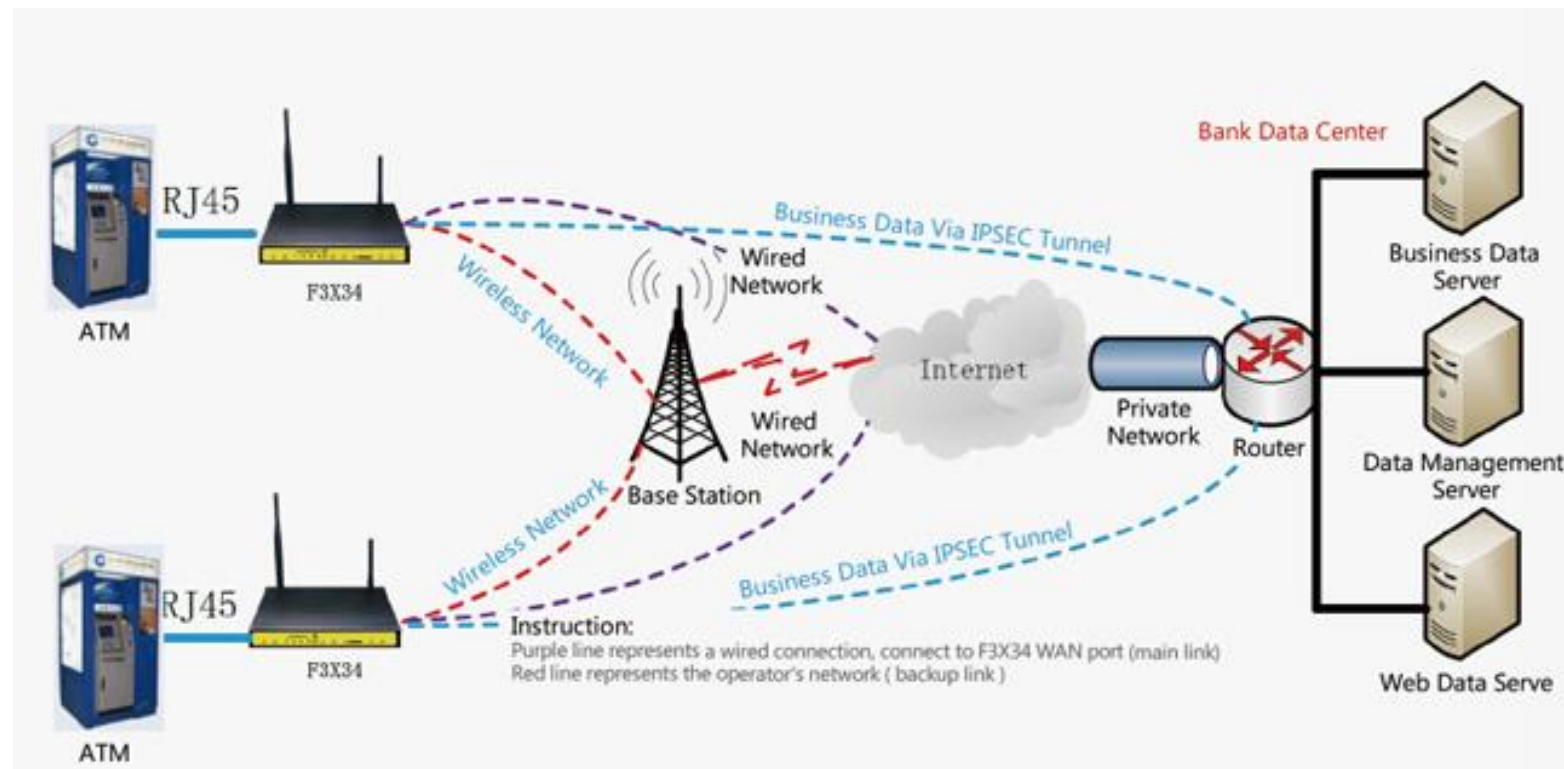 Bank Data Center
RJ45
F3X34
ATM
Business Data Via IPSEC Tunnel
Wireless Network
Wired
Network
Business Data
Server
Internet
Private
Network
Router
Wired
Network
Base Station
Data Management
Server
Wireless Network
Business Data Via IPSEC Tunnel
RJ45
F3X34
ATM
Instruction:
Purple line represents a wired connection, connect to F3X34 WAN port (main link)
Red line represents the operator's network ( backup link )
Web Data Serve